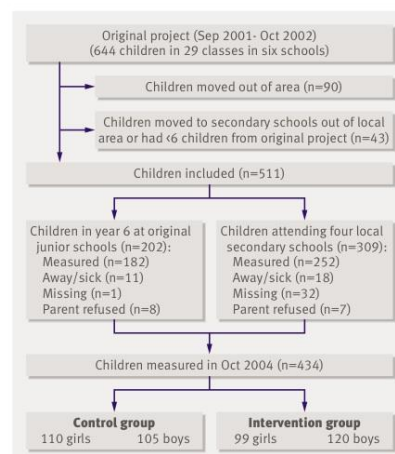 Original project (Sep 2001- Oct 2002)
(644 children in 29 classes in six schools)
Children moved out of area (n=90)
Children moved to secondary schools out of local
area or had <6 children from original project (n=43)
Children included (n=511)
Children in year 6 at original
junior schools (n=202):
Measured (n=182)
Away/sick (n=11)
Missing (n=1)
Parent refused (n=8)
Children attending four local
secondary schools (n=309):
Measured (n=252)
Away/sick (n=18)
Missing (n=32)
Parent refused (n=7)
Children measured in Oct 2004 (n=434)
Control group
110 girls 105 boys
Intervention group
99 girls 120 boys